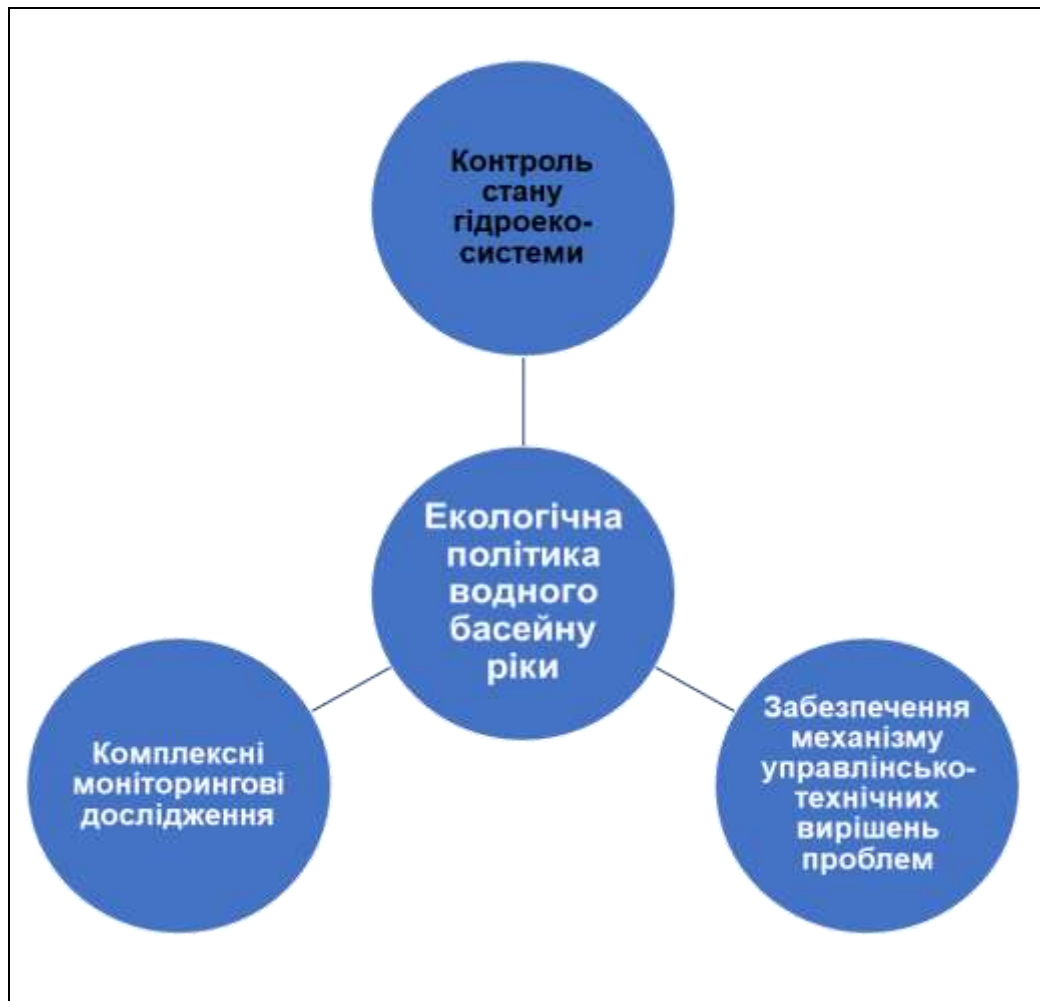 Контроль
стану
гідроеко-
системи
Екологічна
політика
водного
басейну
ріки
Комплексні
моніторингові
дослідження
Забезпечення
механізму
управлінсько-
технічних
вирішень
проблем